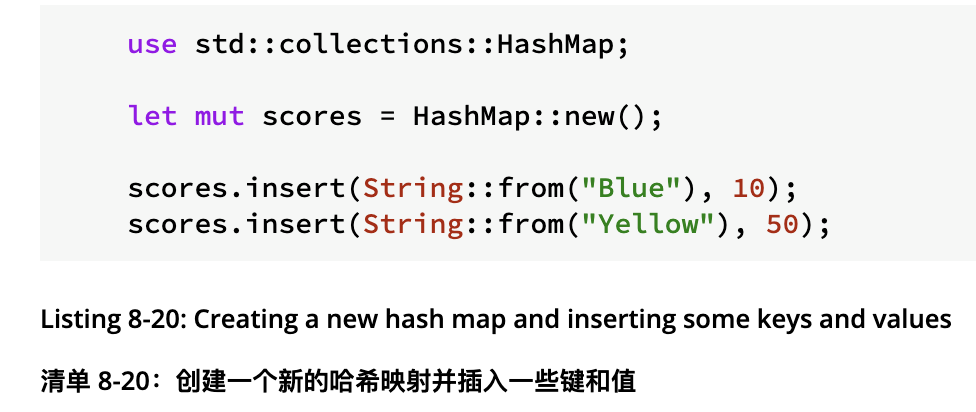 use std::collections::HashMap;
let mut scores = HashMap::new();
scores.insert(String::from("Blue"), 10);
scores.insert(String::from("Yellow"), 50);
Listing 8-20: Creating a new hash map and inserting some keys and values
清单 8-20：创建一个新的哈希映射并插入一些键和值